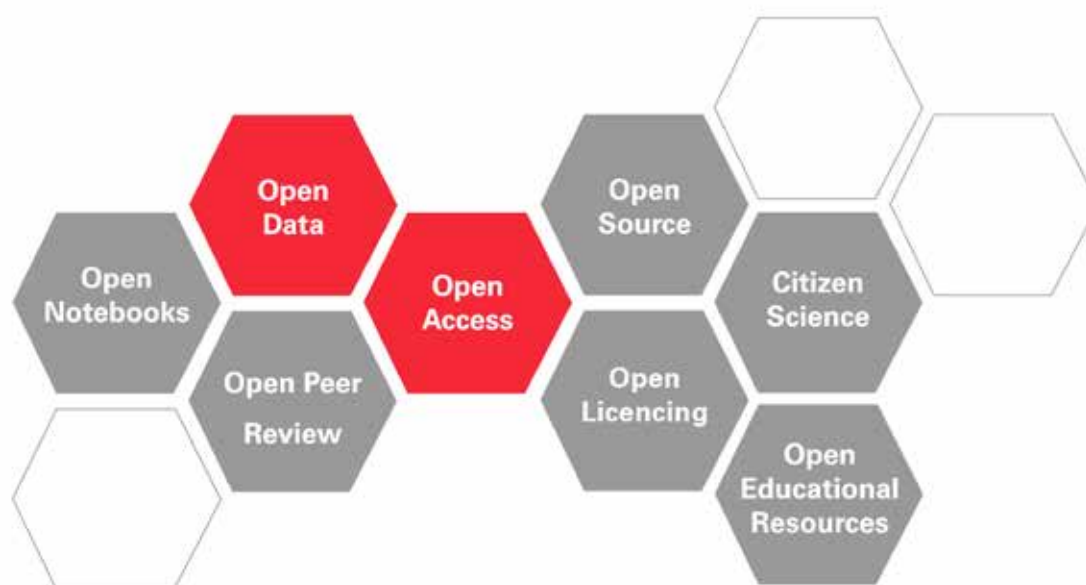 Open
Data
Open
Source
Open
Notebooks
Open
Access
Citizen
Science
Open Peer
Review
Open
Licencing
Open
Educational
Resources